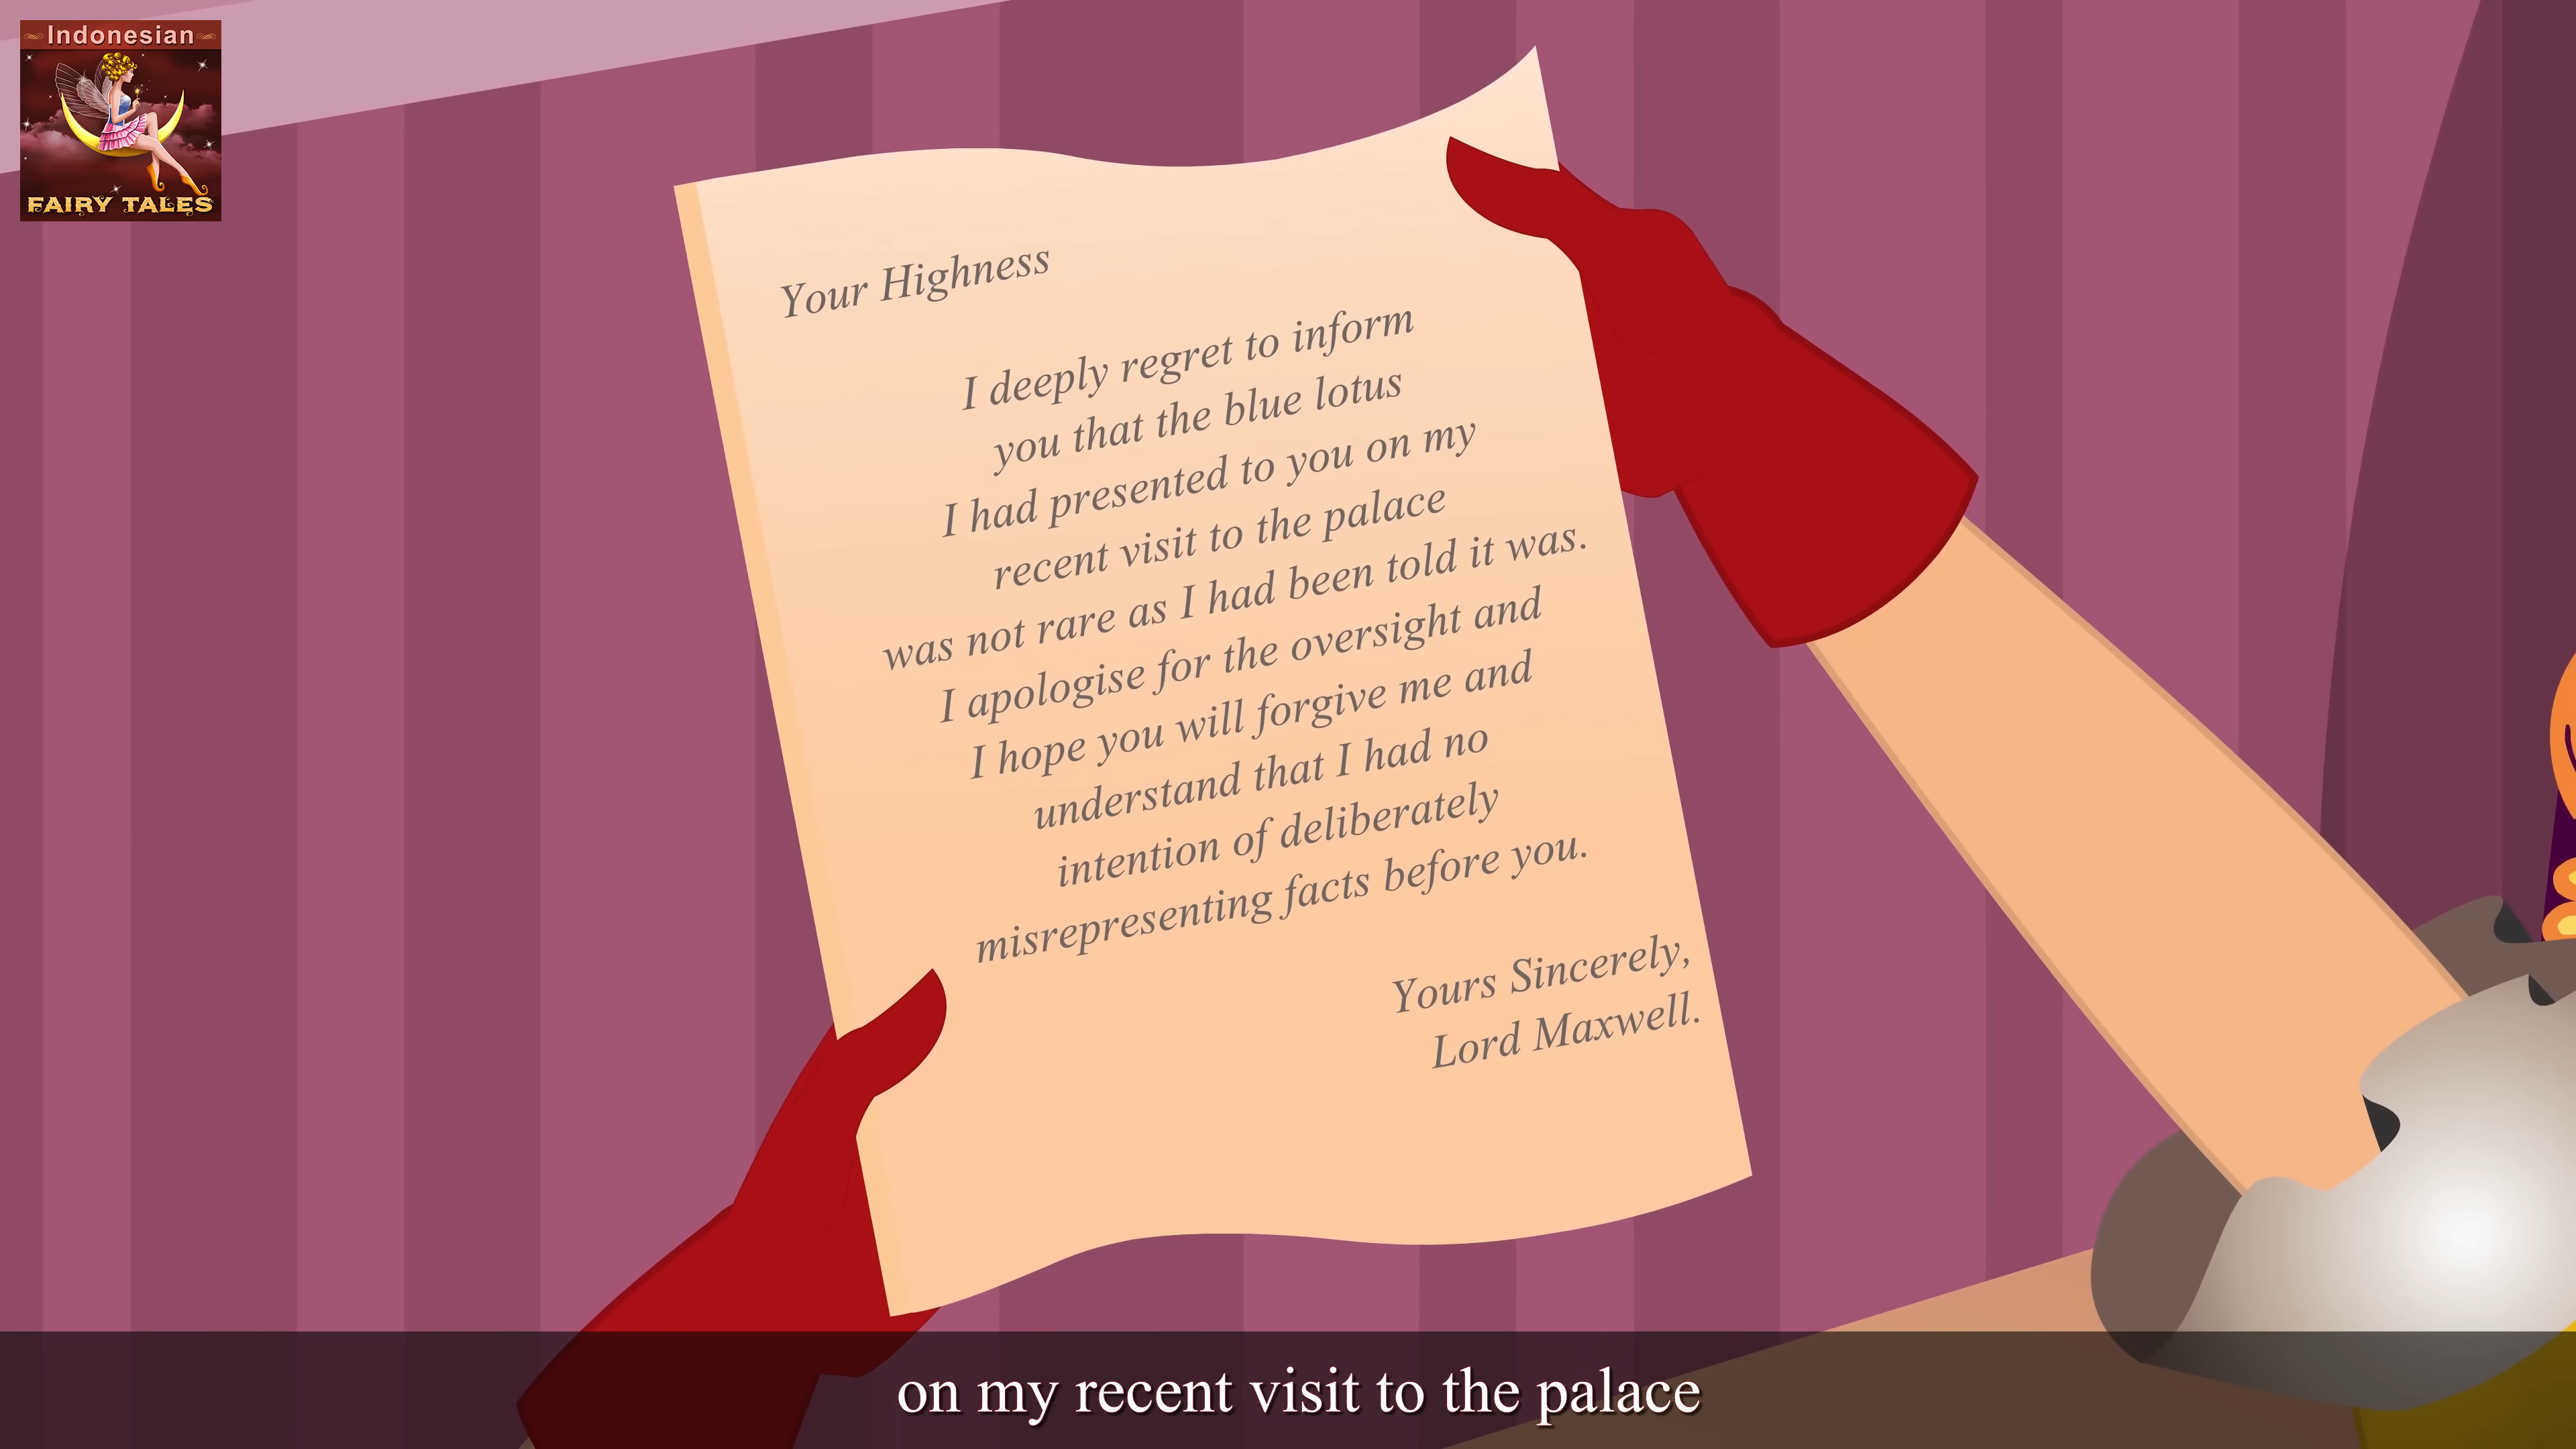 Indonesian
FAIRY TALES
Your Highness
I deeply regret to inform
you that the blue lotus
I had presented to you on my
recent visit to the palace
was not rare as I had been told it was.
I apologise for the oversight and
I hope you will forgive me and
understand that I had no
intention of deliberately
misrepresenting facts before you.
Yours Sincerely,
Lord Maxwell.
on my recent visit to the palace